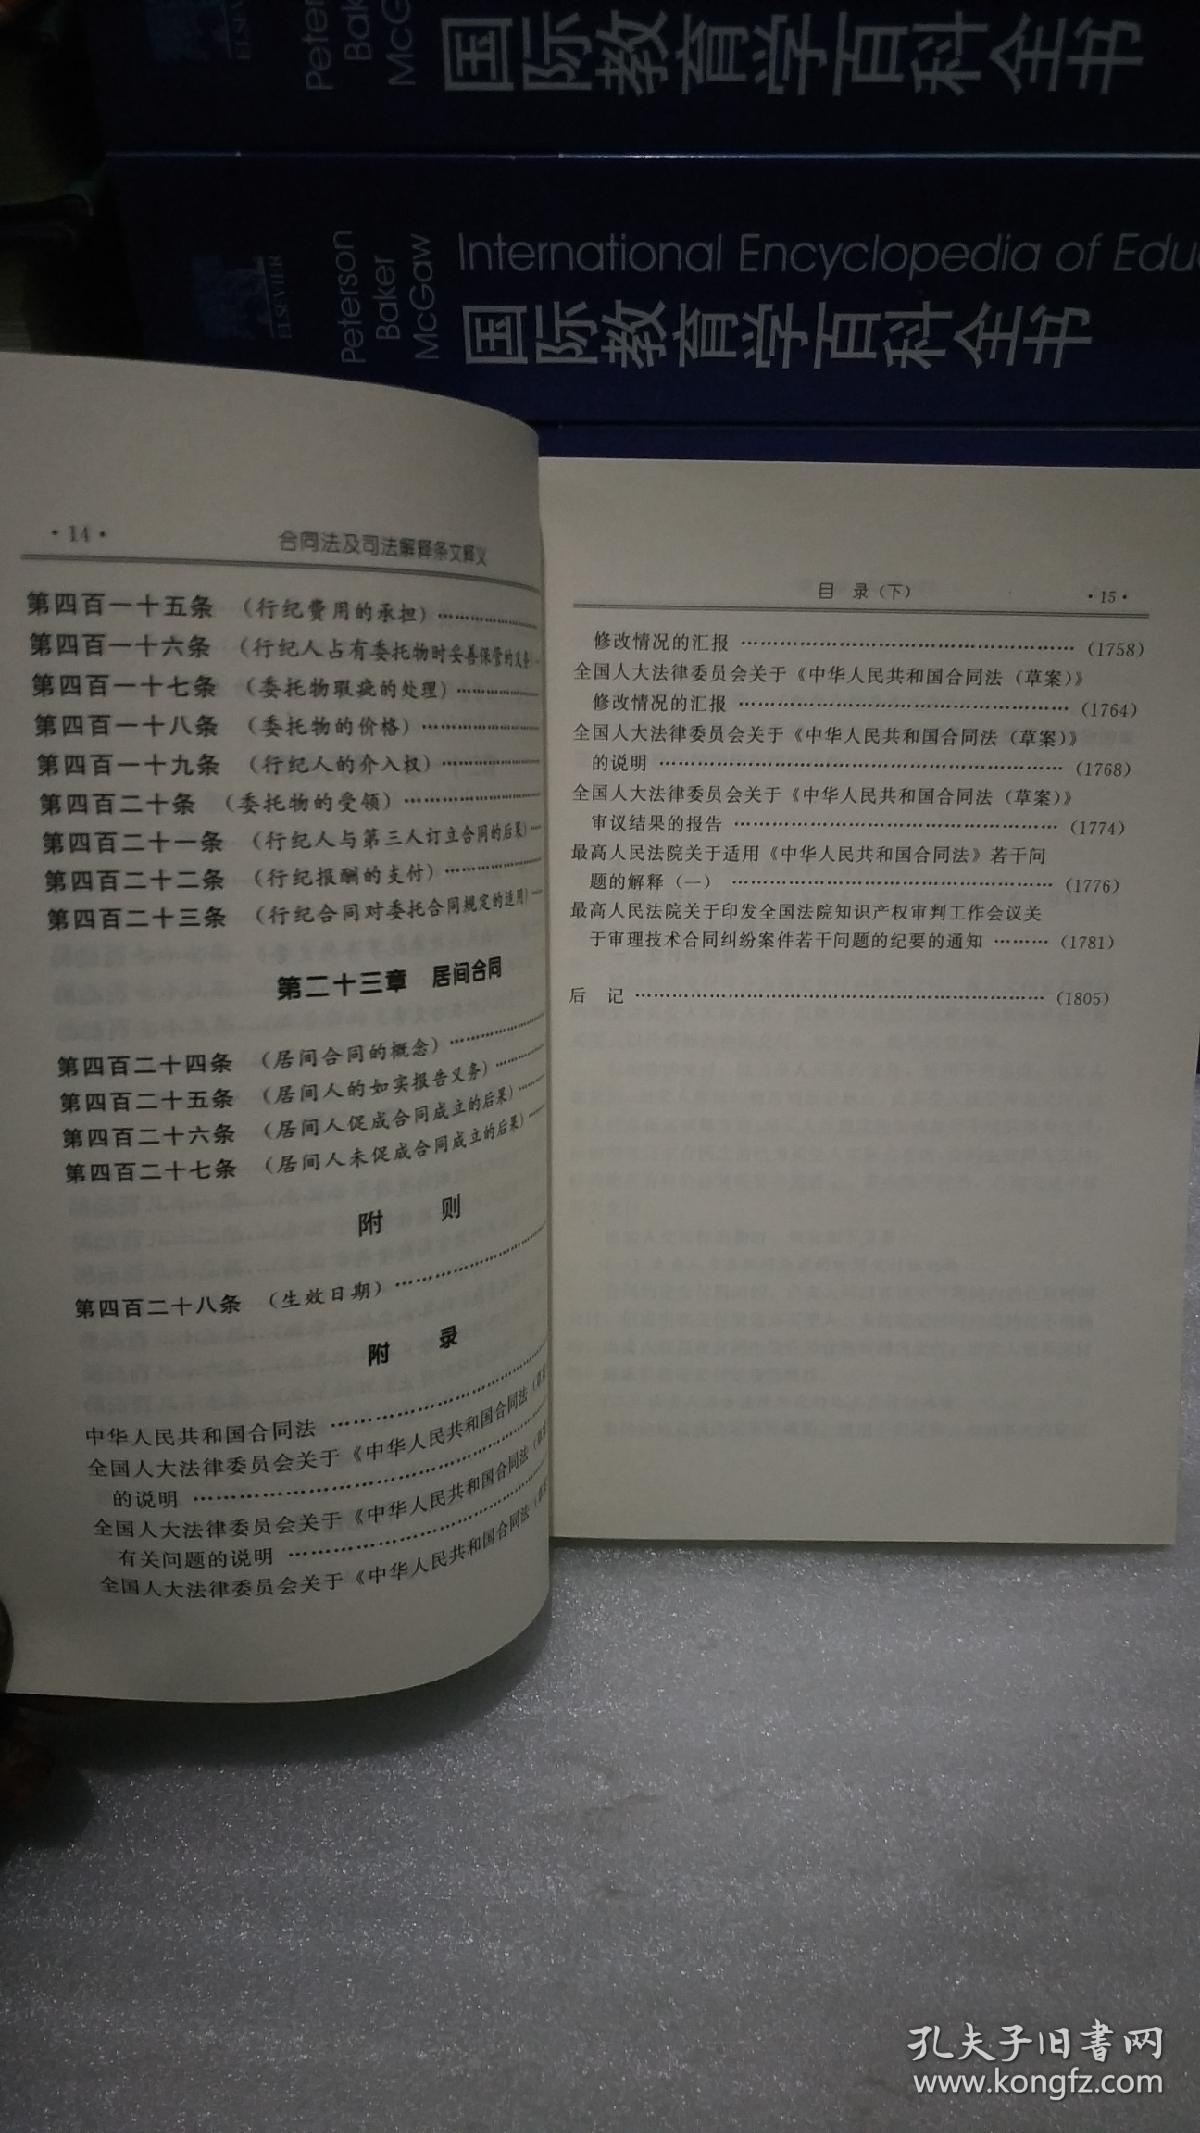 Peterson
Baker
McG
国际教育学百科全书
ELSEVIER
Peterson
Baker
McGaw
International Encyclopedia of Edu
国际教育学百科全书
ELSEVIER
·14·
合同法及司法解释条文释义
第四百一十五条 (行纪费用的承担)
第四百一十六条 (行纪人占有委托物时妥善保管的义务
第四百一十七条 (委托物瑕疵的处理)
第四百一十八条 (委托物的价格)
第四百一十九条 (行纪人的介入权)
第四百二十条 (委托物的受领)
第四百二十一条 (行纪人与第三人订立合同的后果)
第四百二十二条 (行纪报酬的支付)
第四百二十三条 (行纪合同对委托合同规定的适用)
第二十三章 居间合同
第四百二十四条 (居间合同的概念)
第四百二十五条 (居间人的如实报告义务)
第四百二十六条 (居间人促成合同成立的后果)
第四百二十七条 (居间人未促成合同成立的后果)
附 则
第四百二十八条 (生效日期)
附 录
中华人民共和国合同法
全国人大法律委员会关于《中华人民共和国合同法
的说明
全国人大法律委员会关于《中华人民共和国合同法
有关问题的说明
全国人大法律委员会关于《中华人民共和国合同法
目 录(下)
·15·
修改情况的汇报 (1758)
全国人大法律委员会关于《中华人民共和国合同法(草案)》
修改情况的汇报 (1764)
全国人大法律委员会关于《中华人民共和国合同法(草案)》
的说明 (1768)
全国人大法律委员会关于《中华人民共和国合同法(草案)》
审议结果的报告 (1774)
最高人民法院关于适用《中华人民共和国合同法》若干问
题的解释(一) (1776)
最高人民法院关于印发全国法院知识产权审判工作会议关
于审理技术合同纠纷案件若干问题的纪要的通知 (1781)
后 记 (1805)
孔夫子旧书网
www.kongfz.com